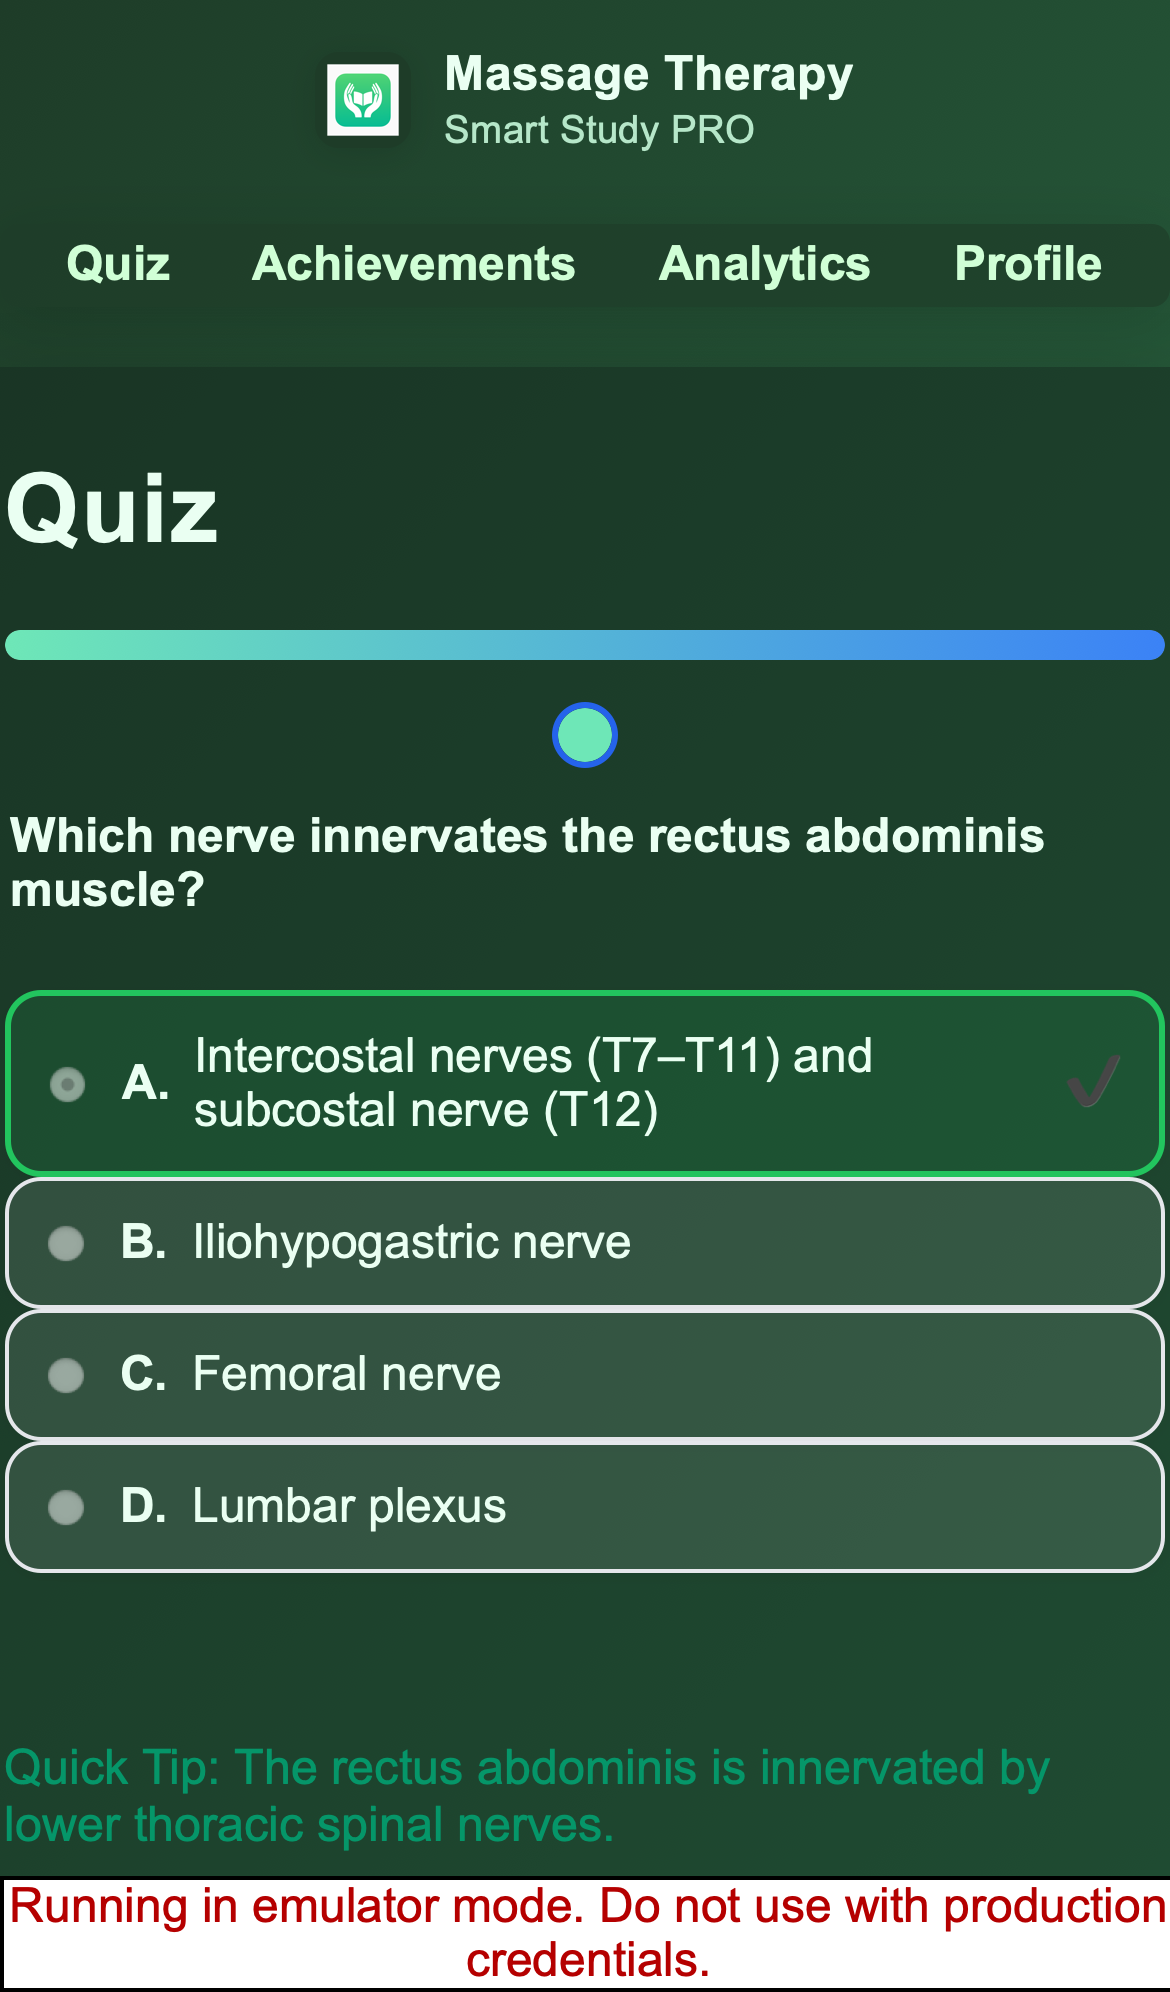 Massage Therapy
Smart Study PRO
Quiz Achievements Analytics Profile
Quiz
Which nerve innervates the rectus abdominis
muscle?
A. Intercostal nerves (T7–T11) and
subcostal nerve (T12)
B. Iliohypogastric nerve
C. Femoral nerve
D. Lumbar plexus
Quick Tip: The rectus abdominis is innervated by
lower thoracic spinal nerves.
Running in emulator mode. Do not use with production
credentials.